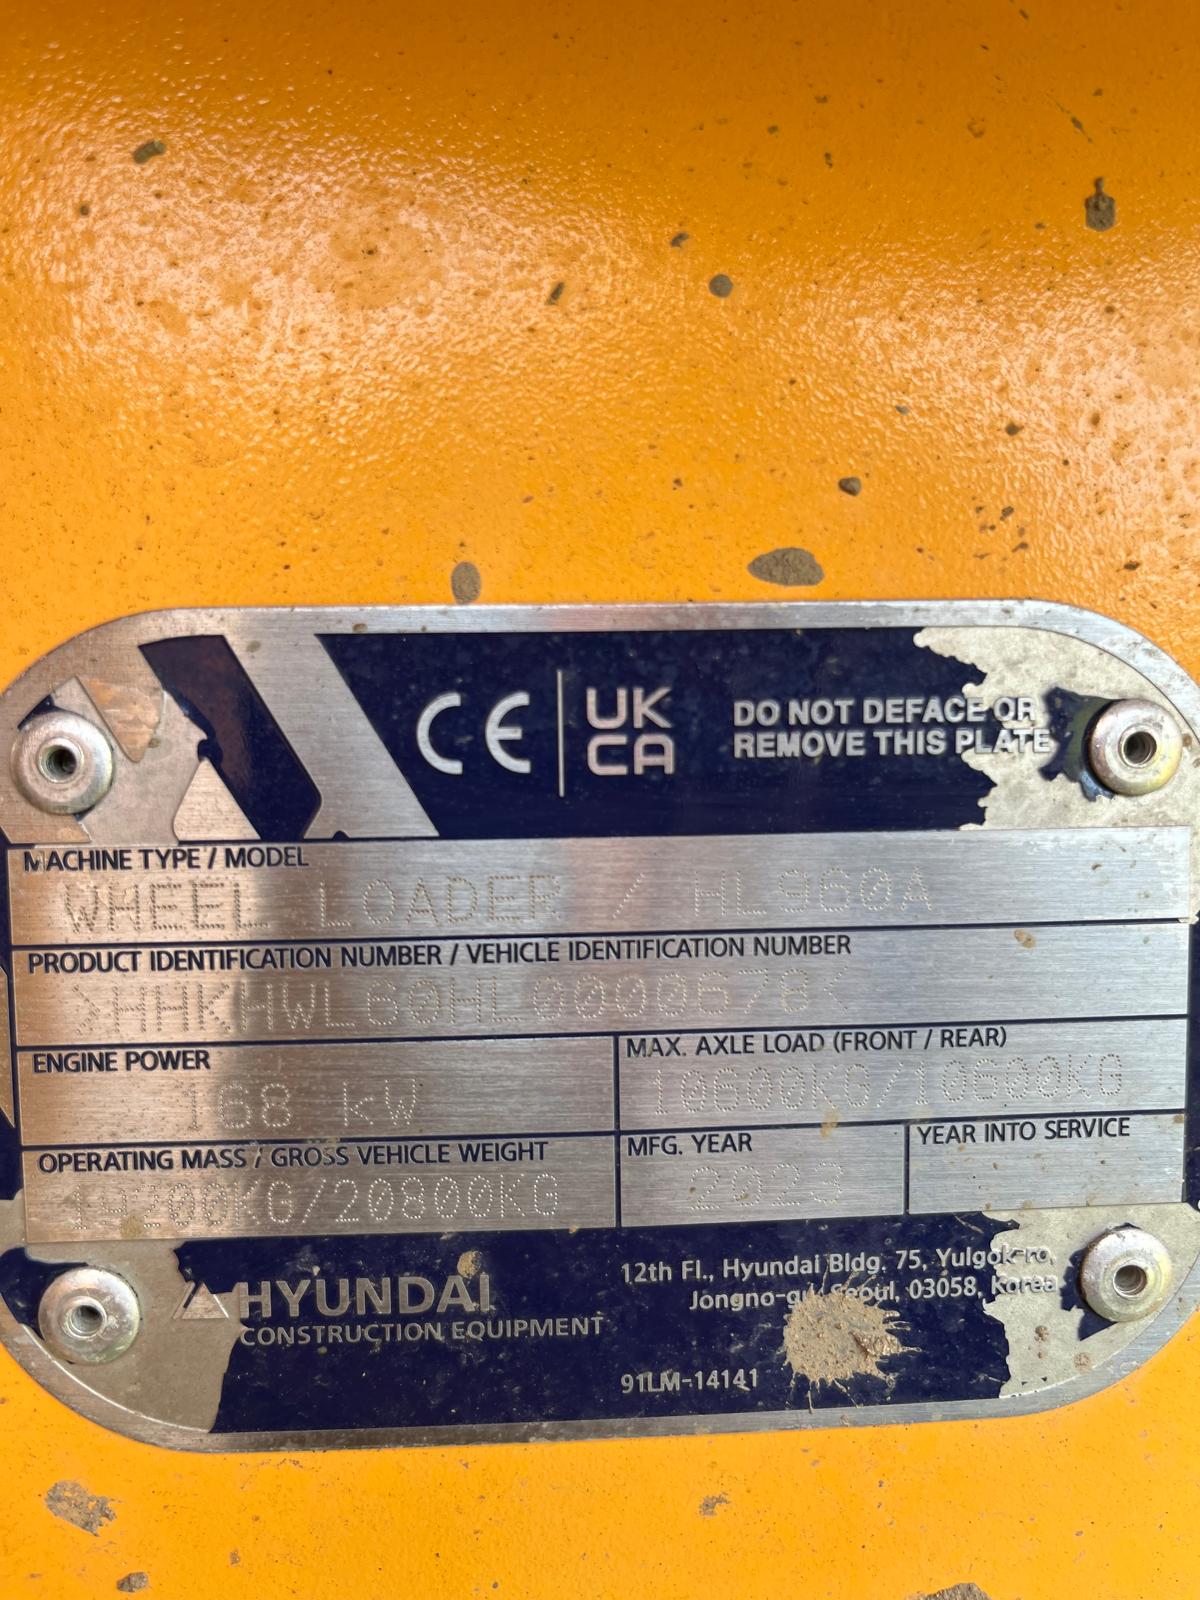 CE UK CA
DO NOT DEFACE OR
REMOVE THIS PLATE
MACHINE TYPE / MODEL
WHEEL LOADER / HL960A
PRODUCT IDENTIFICATION NUMBER / VEHICLE IDENTIFICATION NUMBER
*HHKHWL60HL0000678*
ENGINE POWER
168 kW
MAX. AXLE LOAD (FRONT / REAR)
10600KG/10600KG
OPERATING MASS / GROSS VEHICLE WEIGHT
19200KG/20800KG
MFG. YEAR
2023
YEAR INTO SERVICE
HYUNDAI
CONSTRUCTION EQUIPMENT
12th Fl., Hyundai Bldg. 75, Yulgok-ro,
Jongno-gu, Seoul, 03058, Korea
91LM-14141